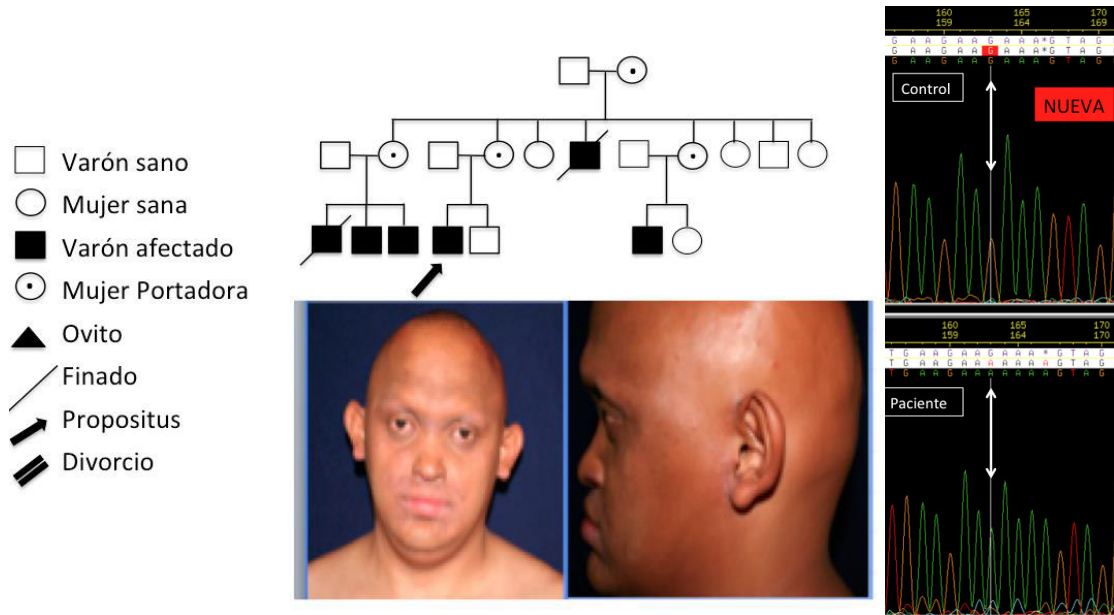 Varón sano
Mujer sana
Varón afectado
Mujer Portadora
Ovito
Finado
Propositus
Divorcio
160 165 170
159 164 169
G A A G A A G A A A * G T A G
G A A G A A G A A A * G T A G
G A A G A A G A A A G T A G
Control
NUEVA
160 165 170
159 164 170
T G A A G A A G A A A * G T A G
T G A A G A A A A A A A G T A G
T G A A G A A A A A A A G T A G
Paciente